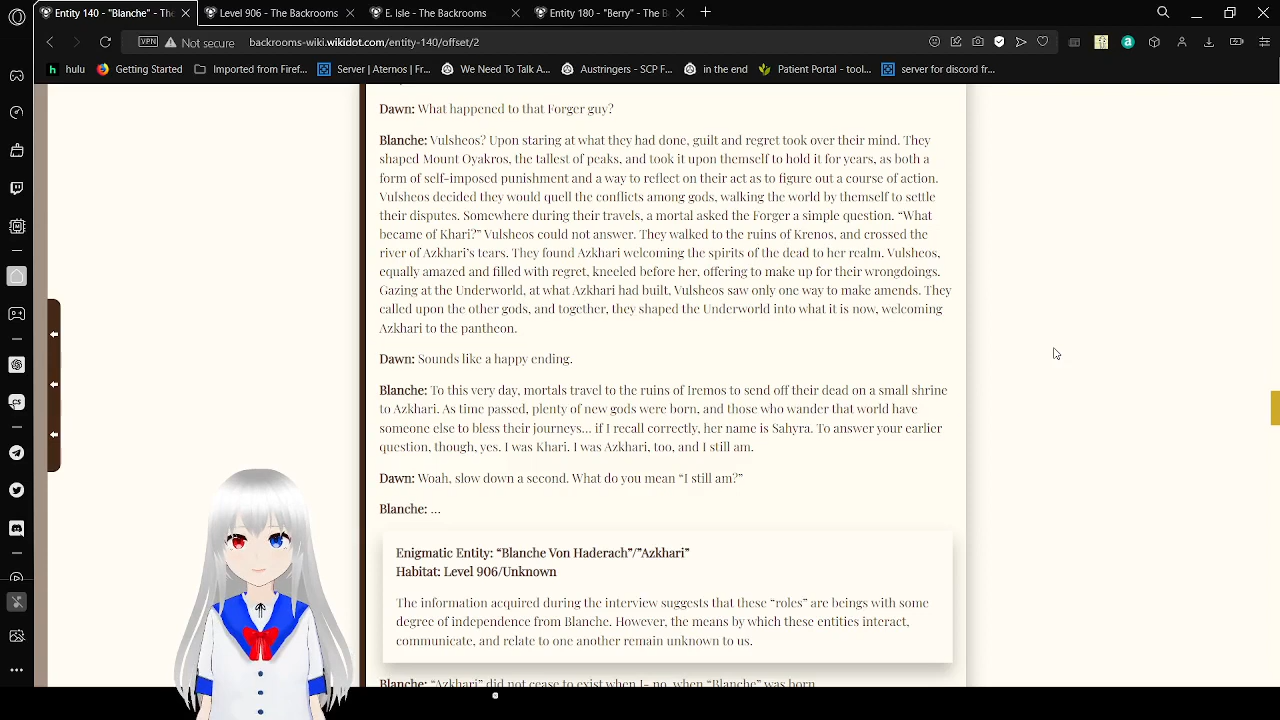 Entity 140 - "Blanche" - The
Level 906 - The Backrooms
E. Isle - The Backrooms
Entity 180 - "Berry" - The B
VPN
Not secure
backrooms-wiki.wikidot.com/entity-140/offset/2
hulu
Getting Started
Imported from Firef...
Server | Aternos | Fr...
We Need To Talk A...
Austringers - SCP F...
in the end
Patient Portal - tool...
server for discord fr...
Dawn: What happened to that Forger guy?
Blanche: Vulsheos? Upon staring at what they had done, guilt and regret took over their mind. They
shaped Mount Oyakros, the tallest of peaks, and took it upon themself to hold it for years, as both a
form of self-imposed punishment and a way to reflect on their act as to figure out a course of action.
Vulsheos decided they would quell the conflicts among gods, walking the world by themself to settle
their disputes. Somewhere during their travels, a mortal asked the Forger a simple question. “What
became of Khari?” Vulsheos could not answer. They walked to the ruins of Krenos, and crossed the
river of Azkhari’s tears. They found Azkhari welcoming the spirits of the dead to her realm. Vulsheos,
equally amazed and filled with regret, kneeled before her, offering to make up for their wrongdoings.
Gazing at the Underworld, at what Azkhari had built, Vulsheos saw only one way to make amends. They
called upon the other gods, and together, they shaped the Underworld into what it is now, welcoming
Azkhari to the pantheon.
Dawn: Sounds like a happy ending.
Blanche: To this very day, mortals travel to the ruins of Iremos to send off their dead on a small shrine
to Azkhari. As time passed, plenty of new gods were born, and those who wander that world have
someone else to bless their journeys… if I recall correctly, her name is Sahyra. To answer your earlier
question, though, yes. I was Khari. I was Azkhari, too, and I still am.
Dawn: Woah, slow down a second. What do you mean “I still am?”
Blanche: …
Enigmatic Entity: “Blanche Von Haderach”/”Azkhari”
Habitat: Level 906/Unknown
The information acquired during the interview suggests that these “roles” are beings with some
degree of independence from Blanche. However, the means by which these entities interact,
communicate, and relate to one another remain unknown to us.
Blanche: “Azkhari” did not cease to exist when I- no, when “Blanche” was born